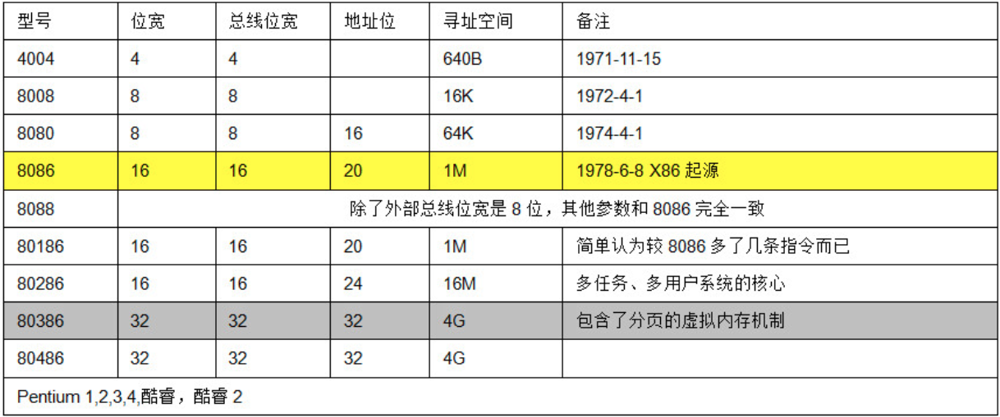 型号 位宽 总线位宽 地址位 寻址空间 备注
4004 4 4 640B 1971-11-15
8008 8 8 16K 1972-4-1
8080 8 8 16 64K 1974-4-1
8086 16 16 20 1M 1978-6-8 X86 起源
8088 除了外部总线位宽是 8 位，其他参数和 8086 完全一致
80186 16 16 20 1M 简单认为较 8086 多了几条指令而已
80286 16 16 24 16M 多任务、多用户系统的核心
80386 32 32 32 4G 包含了分页的虚拟内存机制
80486 32 32 32 4G
Pentium 1,2,3,4,酷睿，酷睿 2